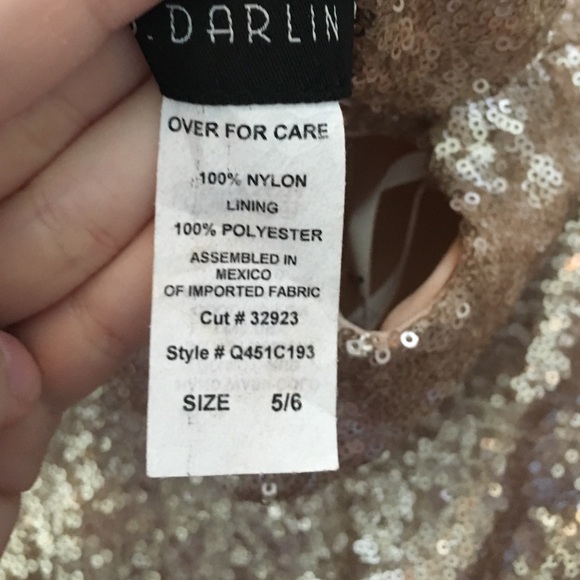 . DARLIN
OVER FOR CARE
100% NYLON
LINING
100% POLYESTER
ASSEMBLED IN
MEXICO
OF IMPORTED FABRIC
Cut # 32923
Style # Q451C193
SIZE 5/6